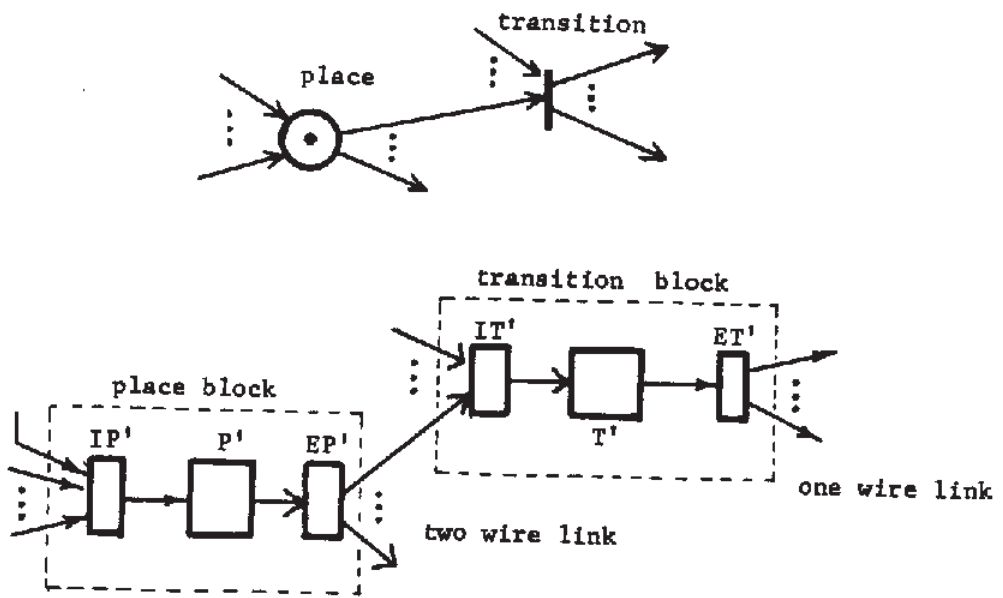 transition
place
transition block
IT' ET'
place block
T'
IP' P' EP'
one wire link
two wire link